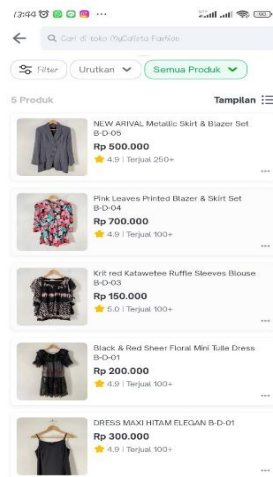 13:44
Cari di toko MyCalista Fashion
Filter
Urutkan
Semua Produk
5 Produk
Tampilan
NEW ARIVAL Metallic Skirt & Blazer Set
B-D-05
Rp 500.000
4.9 | Terjual 250+
Pink Leaves Printed Blazer & Skirt Set
B-D-04
Rp 700.000
4.9 | Terjual 100+
Krit red Katawetee Ruffle Sleeves Blouse
B-D-03
Rp 150.000
5.0 | Terjual 100+
Black & Red Sheer Floral Mini Tulle Dress
B-D-01
Rp 200.000
4.9 | Terjual 100+
DRESS MAXI HITAM ELEGAN B-D-01
Rp 300.000
4.9 | Terjual 100+